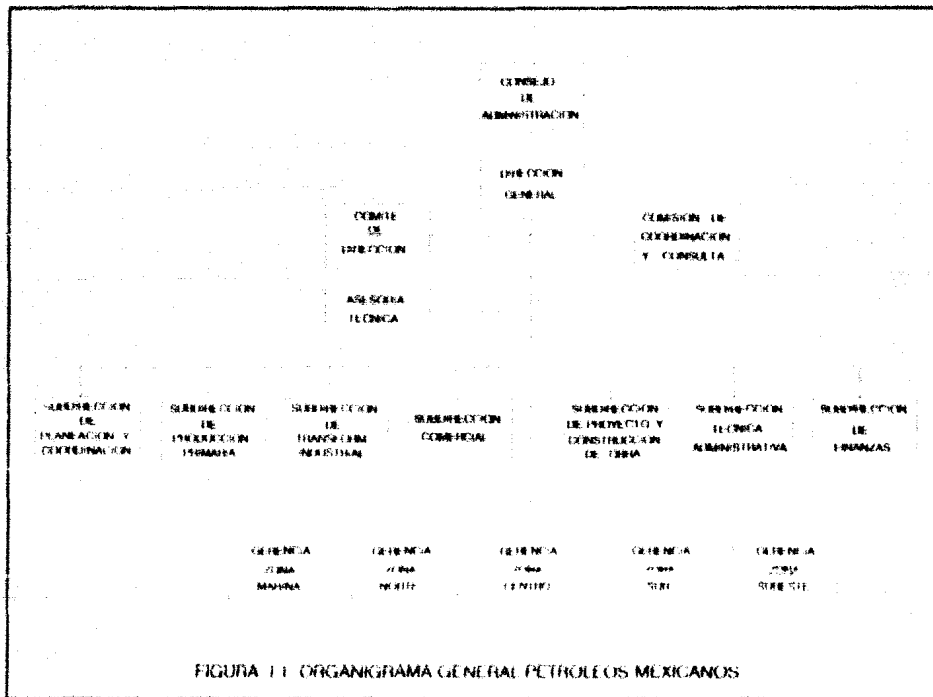 CONSEJO
DE
ADMINISTRACION
DIRECCION
GENERAL
COMITE
DE
DIRECCION
COMISION DE
COORDINACION
Y CONSULTA
ASESORIA
TECNICA
SUBDIRECCION
DE
PLANEACION Y
COORDINACION
SUBDIRECCION
DE
PRODUCCION
PRIMARIA
SUBDIRECCION
DE
TRANSFORM
INDUSTRIAL
SUBDIRECCION
COMERCIAL
SUBDIRECCION
DE PROYECTO Y
CONSTRUCCION
DE OBRA
SUBDIRECCION
TECNICA
ADMINISTRATIVA
SUBDIRECCION
DE
FINANZAS
GERENCIA
ZONA
MARINA
GERENCIA
ZONA
NORTE
GERENCIA
ZONA
CENTRO
GERENCIA
ZONA
SUR
GERENCIA
ZONA
SURESTE
FIGURA 1.1 ORGANIGRAMA GENERAL PETROLEOS MEXICANOS